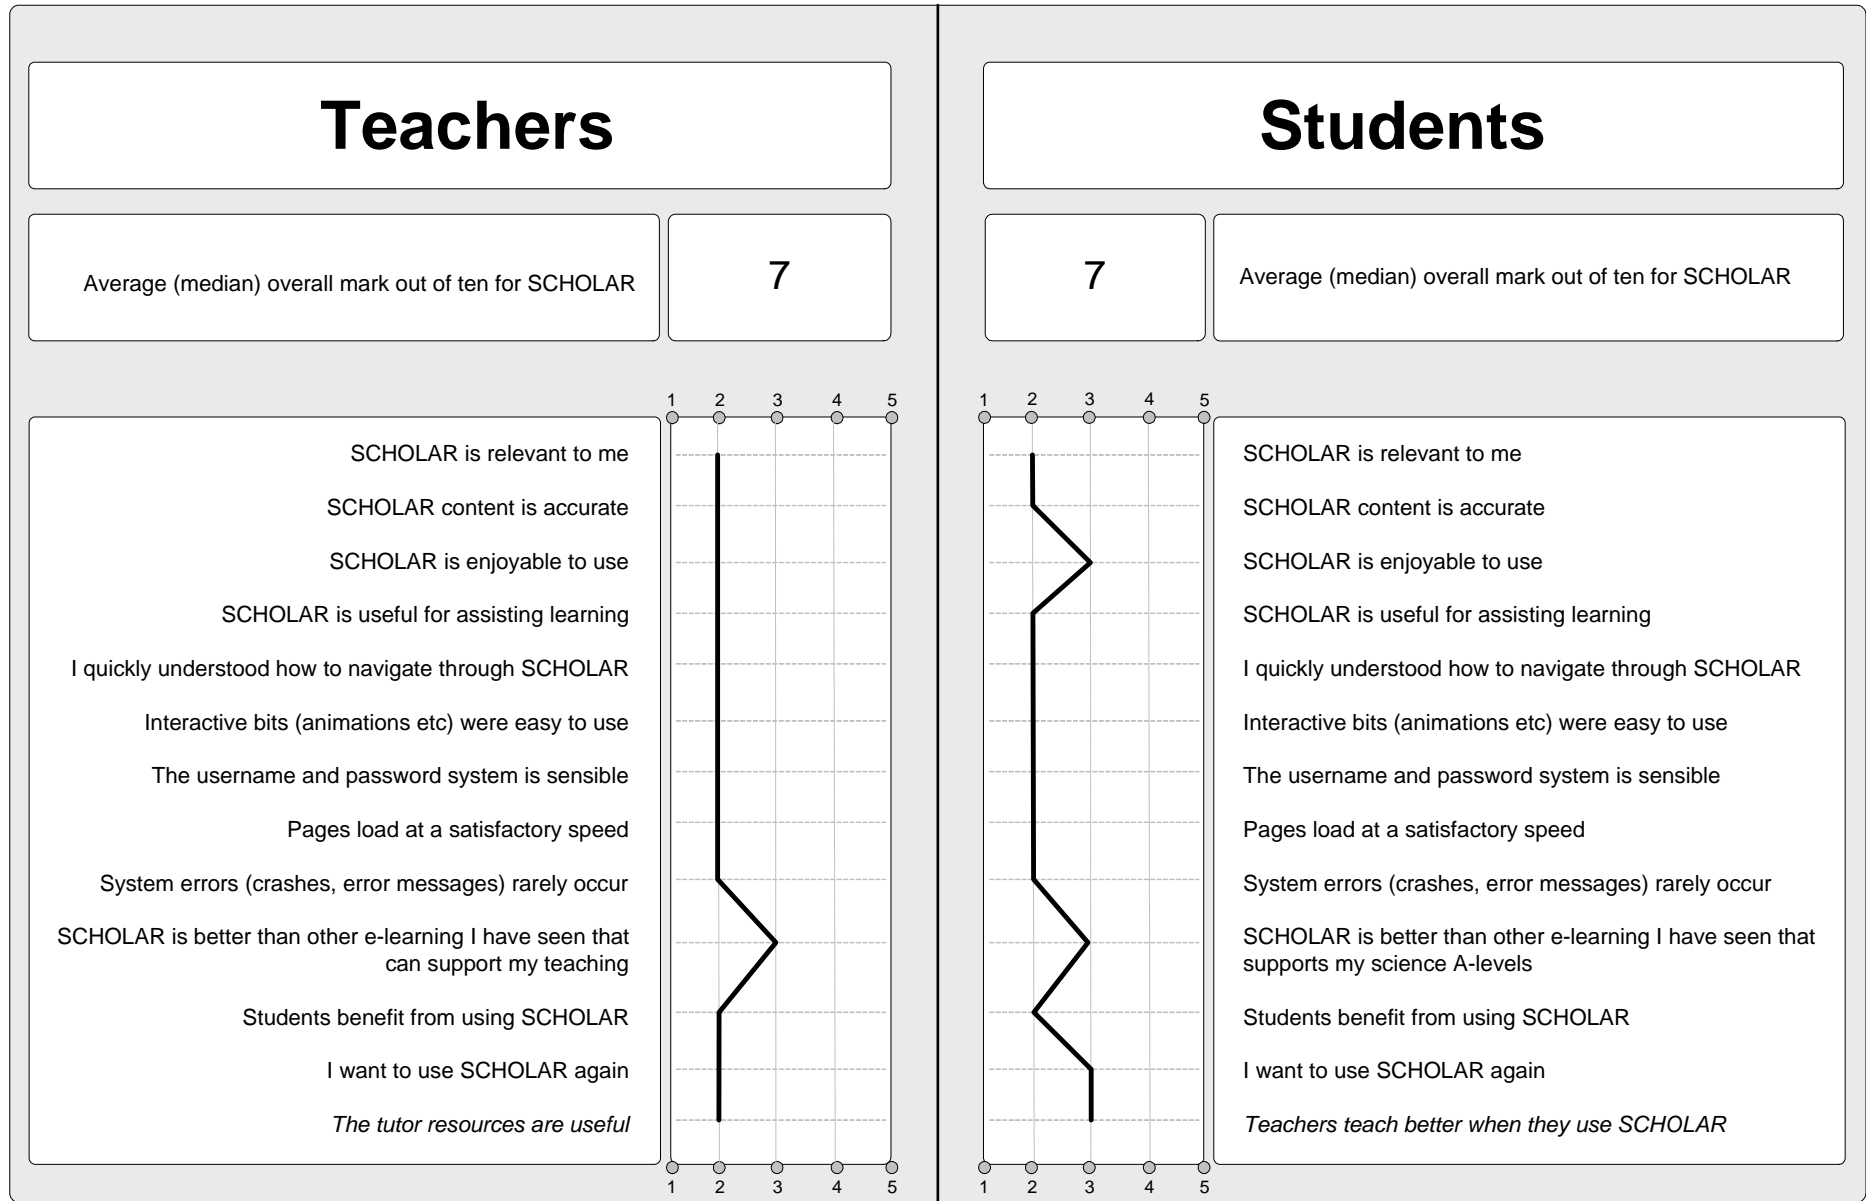 Teachers
Average (median) overall mark out of ten for SCHOLAR
7
1 2 3 4 5
SCHOLAR is relevant to me
SCHOLAR content is accurate
SCHOLAR is enjoyable to use
SCHOLAR is useful for assisting learning
I quickly understood how to navigate through SCHOLAR
Interactive bits (animations etc) were easy to use
The username and password system is sensible
Pages load at a satisfactory speed
System errors (crashes, error messages) rarely occur
SCHOLAR is better than other e-learning I have seen that
can support my teaching
Students benefit from using SCHOLAR
I want to use SCHOLAR again
The tutor resources are useful
1 2 3 4 5
Students
7
Average (median) overall mark out of ten for SCHOLAR
1 2 3 4 5
SCHOLAR is relevant to me
SCHOLAR content is accurate
SCHOLAR is enjoyable to use
SCHOLAR is useful for assisting learning
I quickly understood how to navigate through SCHOLAR
Interactive bits (animations etc) were easy to use
The username and password system is sensible
Pages load at a satisfactory speed
System errors (crashes, error messages) rarely occur
SCHOLAR is better than other e-learning I have seen that
supports my science A-levels
Students benefit from using SCHOLAR
I want to use SCHOLAR again
Teachers teach better when they use SCHOLAR
1 2 3 4 5